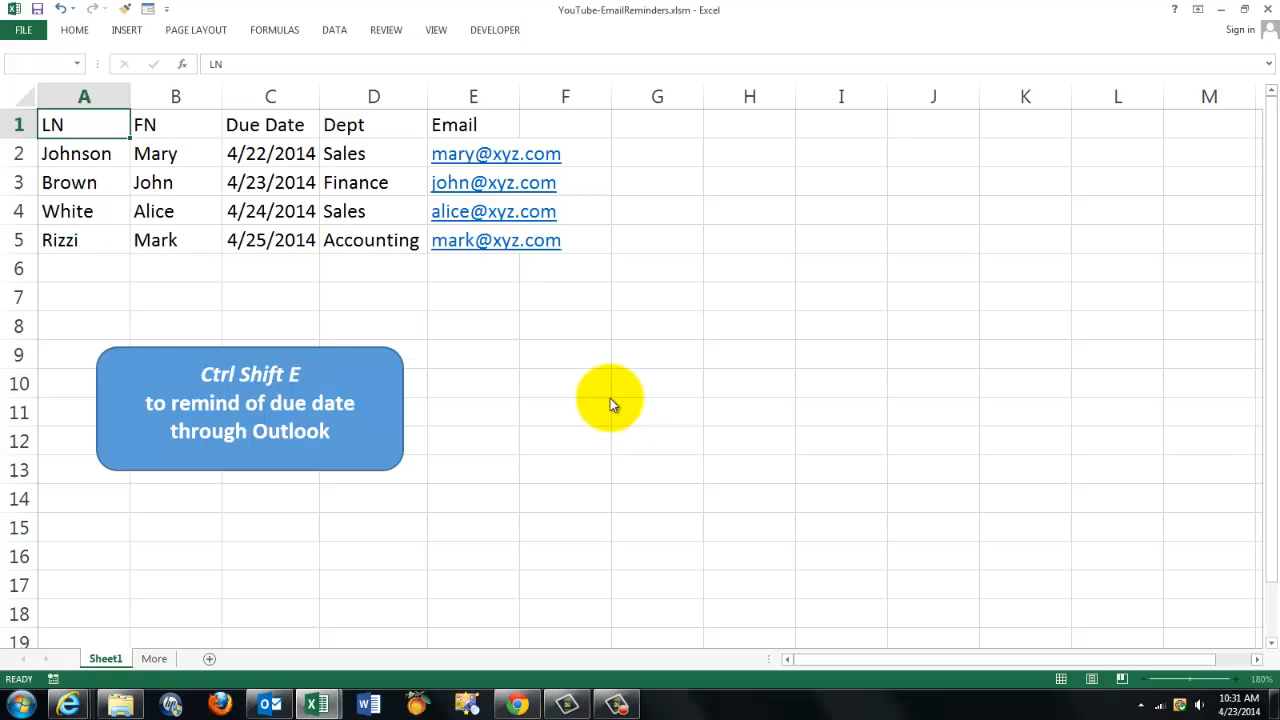 YouTube-EmailReminders.xlsm - Excel
FILE HOME INSERT PAGE LAYOUT FORMULAS DATA REVIEW VIEW DEVELOPER Sign in
fx LN
A B C D E F G H I J K L M
1 LN FN Due Date Dept Email
2 Johnson Mary 4/22/2014 Sales mary@xyz.com
3 Brown John 4/23/2014 Finance john@xyz.com
4 White Alice 4/24/2014 Sales alice@xyz.com
5 Rizzi Mark 4/25/2014 Accounting mark@xyz.com
6
7
8
9
10
11
12
13
14
15
16
17
18
19
Ctrl Shift E
to remind of due date
through Outlook
Sheet1 More
READY 180%
10:31 AM
4/23/2014